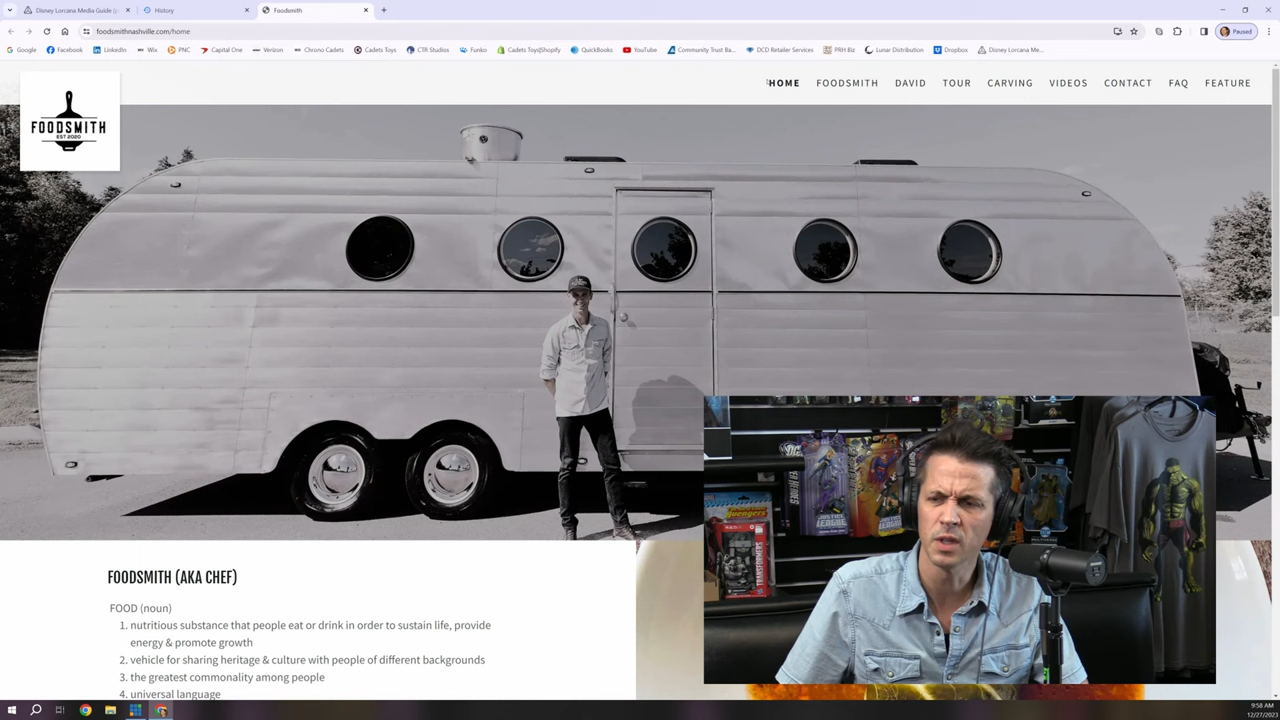 Disney Lorcana Media Guide (p
History
Foodsmith
foodsmithnashville.com/home
Paused
Google
Facebook
LinkedIn
Wix
PNC
Capital One
Verizon
Chrono Cadets
Cadets Toys
CTR Studios
Funko
Cadets Toys|Shopify
QuickBooks
YouTube
Community Trust Ba...
DCD Retailer Services
PRH Biz
Lunar Distribution
Dropbox
Disney Lorcana Me...
FOODSMITH
EST 2020
HOME FOODSMITH DAVID TOUR CARVING VIDEOS CONTACT FAQ FEATURE
FOODSMITH (AKA CHEF)
FOOD (noun)
1. nutritious substance that people eat or drink in order to sustain life, provide
energy & promote growth
2. vehicle for sharing heritage & culture with people of different backgrounds
3. the greatest commonality among people
4. universal language
JUSTICE
LEAGUE
JUSTICE
LEAGUE
Avengers
TRANSFORMERS
MULTIVERSE
9:58 AM
12/27/2023